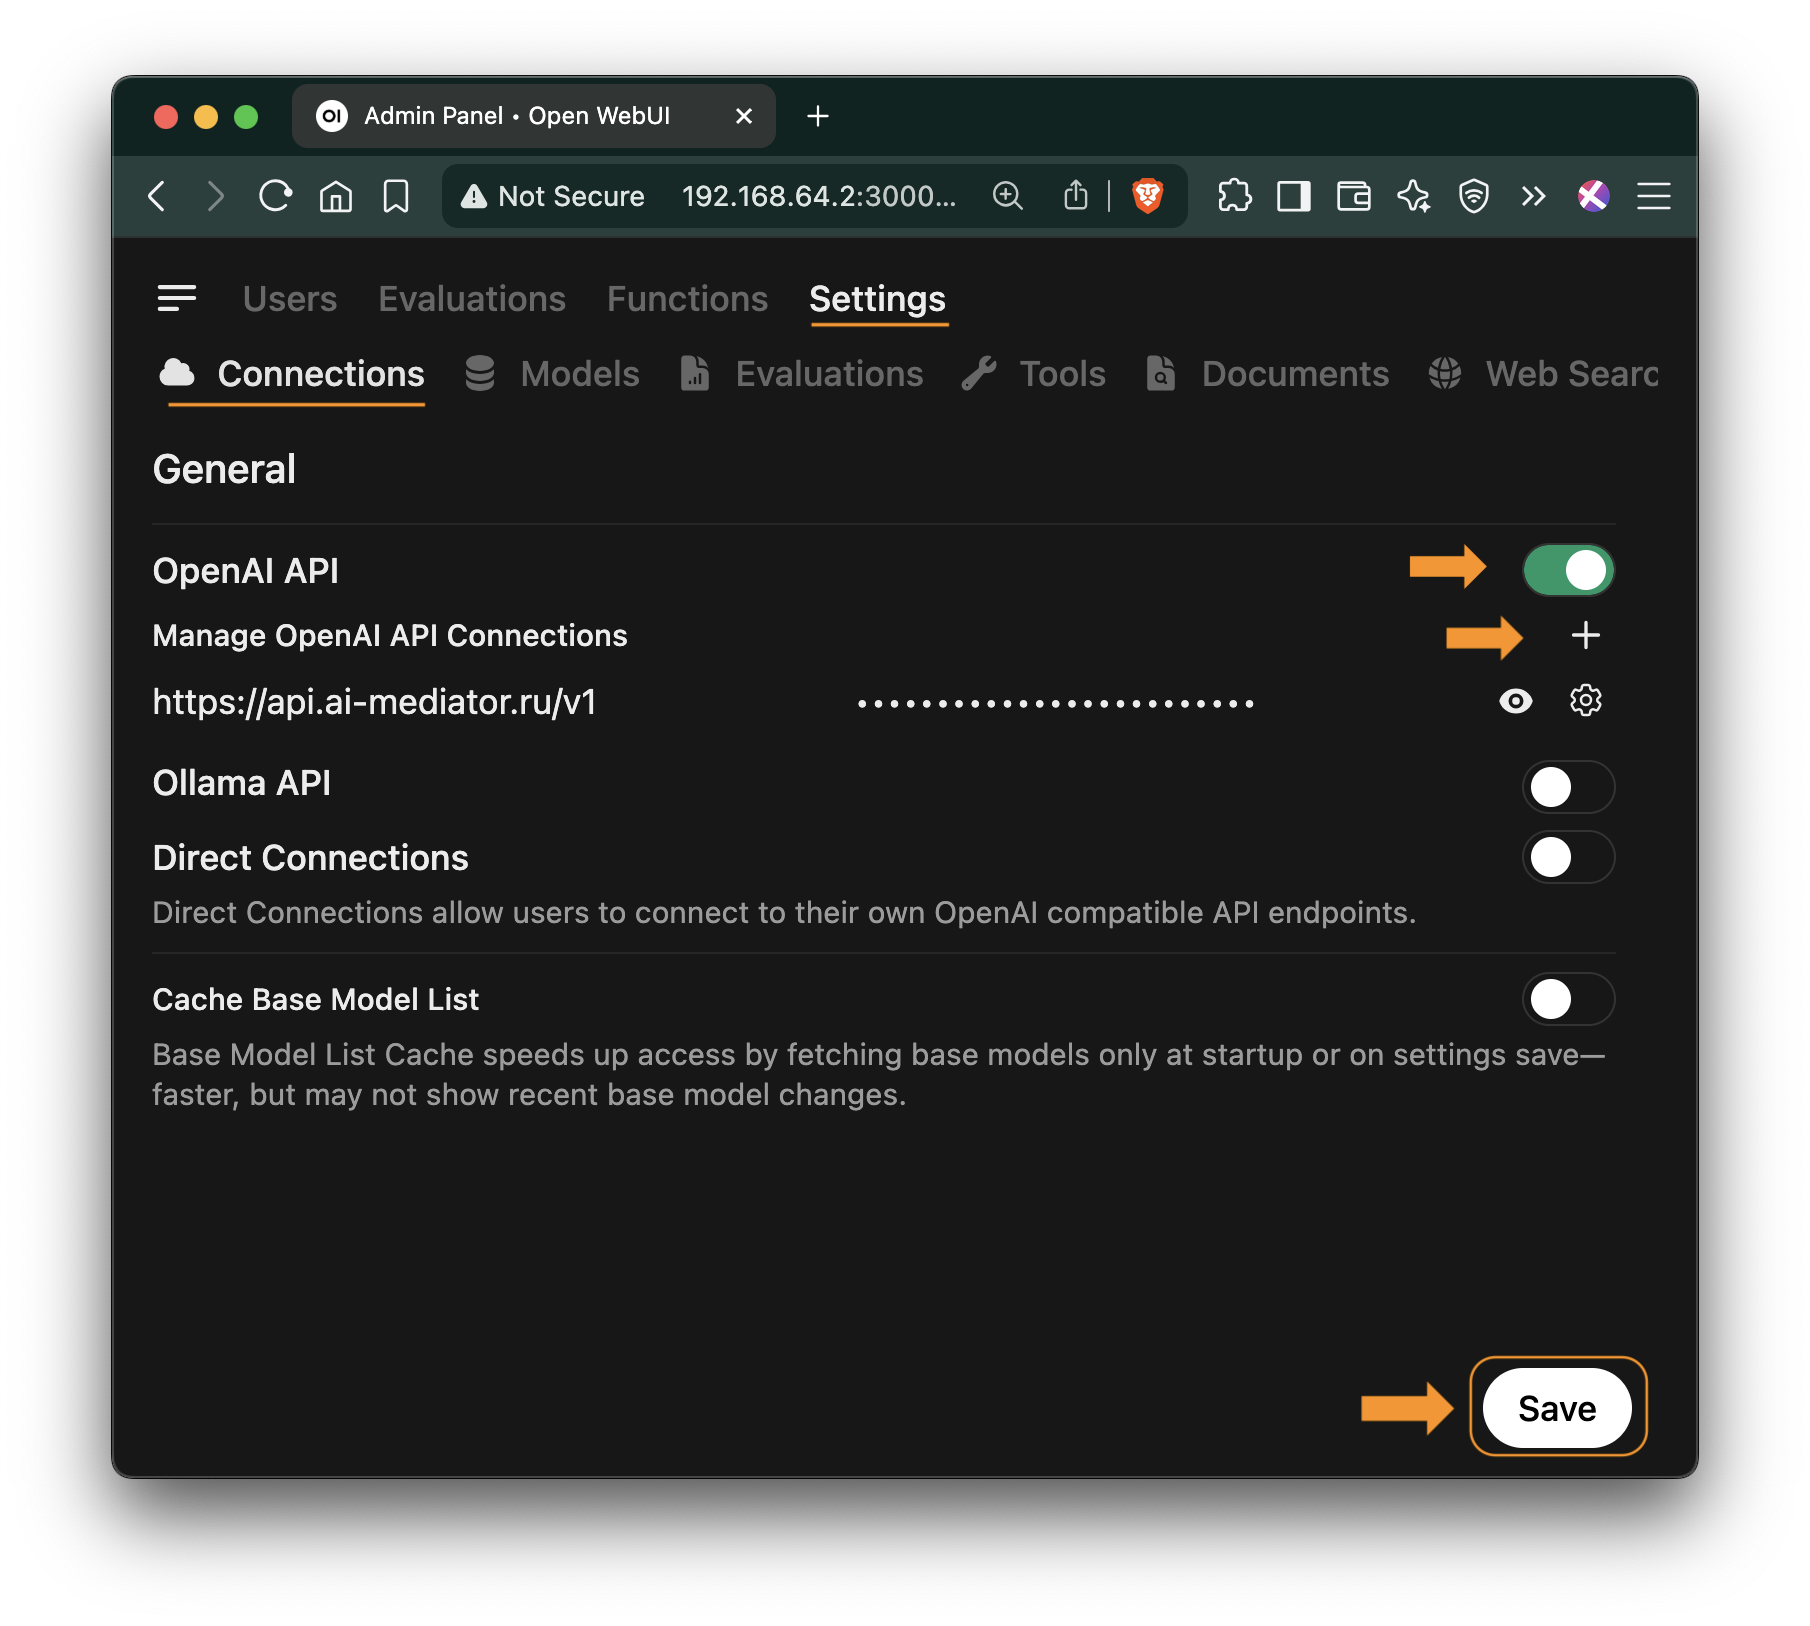 OI Admin Panel • Open WebUI
Not Secure 192.168.64.2:3000...
Users Evaluations Functions Settings
Connections Models Evaluations Tools Documents Web Searc
General
OpenAI API
Manage OpenAI API Connections
https://api.ai-mediator.ru/v1 •••••••••••••••••••••••••
Ollama API
Direct Connections
Direct Connections allow users to connect to their own OpenAI compatible API endpoints.
Cache Base Model List
Base Model List Cache speeds up access by fetching base models only at startup or on settings save—
faster, but may not show recent base model changes.
Save